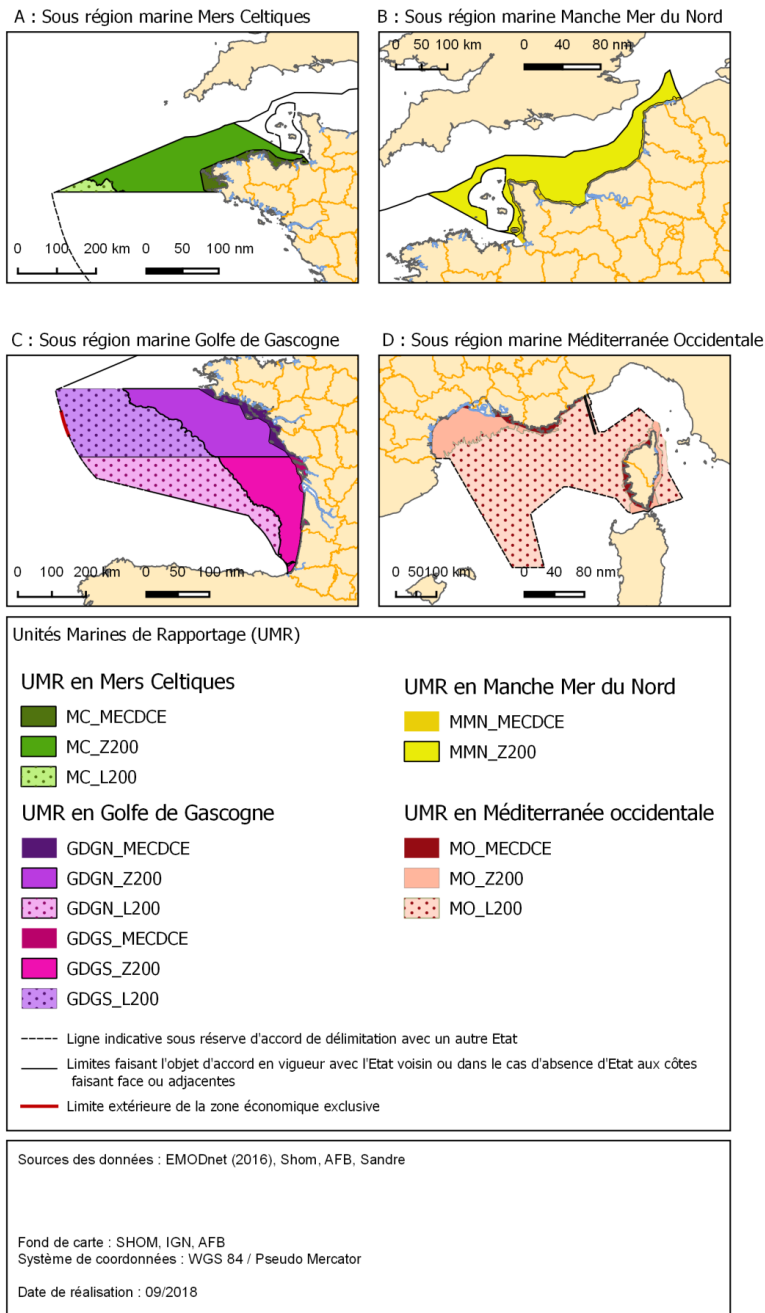 A : Sous région marine Mers Celtiques
B : Sous région marine Manche Mer du Nord
0 50 100 km
0 40 80 nm
0 100 200 km
0 50 100 nm
C : Sous région marine Golfe de Gascogne
D : Sous région marine Méditerranée Occidentale
0 100 200 km
0 50 100 nm
0 50100 km
0 40 80 nm
Unités Marines de Rapportage (UMR)
UMR en Mers Celtiques
MC_MECDCE
MC_Z200
MC_L200
UMR en Manche Mer du Nord
MMN_MECDCE
MMN_Z200
UMR en Golfe de Gascogne
GDGN_MECDCE
GDGN_Z200
GDGN_L200
GDGS_MECDCE
GDGS_Z200
GDGS_L200
UMR en Méditerranée occidentale
MO_MECDCE
MO_Z200
MO_L200
Ligne indicative sous réserve d'accord de délimitation avec un autre Etat
Limites faisant l'objet d'accord en vigueur avec l'Etat voisin ou dans le cas d'absence d'Etat aux côtes
faisant face ou adjacentes
Limite extérieure de la zone économique exclusive
Sources des données : EMODnet (2016), Shom, AFB, Sandre
Fond de carte : SHOM, IGN, AFB
Système de coordonnées : WGS 84 / Pseudo Mercator
Date de réalisation : 09/2018